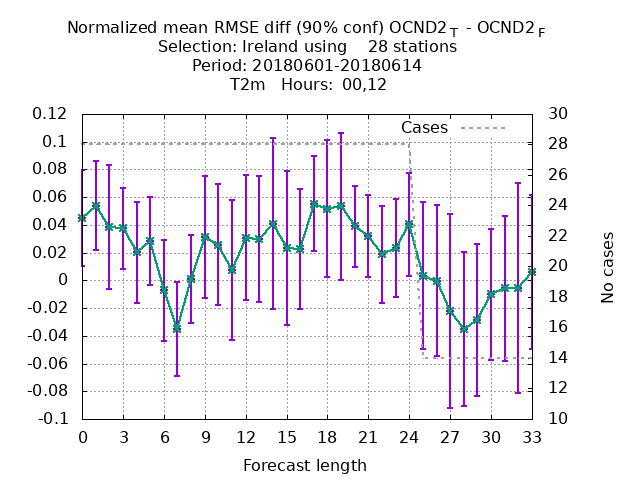 Normalized mean RMSE diff (90% conf) OCND2 T - OCND2 F
Selection: Ireland using 28 stations
Period: 20180601-20180614
T2m Hours: 00,12
Cases
0.12
0.1
0.08
0.06
0.04
0.02
0
-0.02
-0.04
-0.06
-0.08
-0.1
30
28
26
24
22
20
18
16
14
12
10
No cases
0 3 6 9 12 15 18 21 24 27 30 33
Forecast length